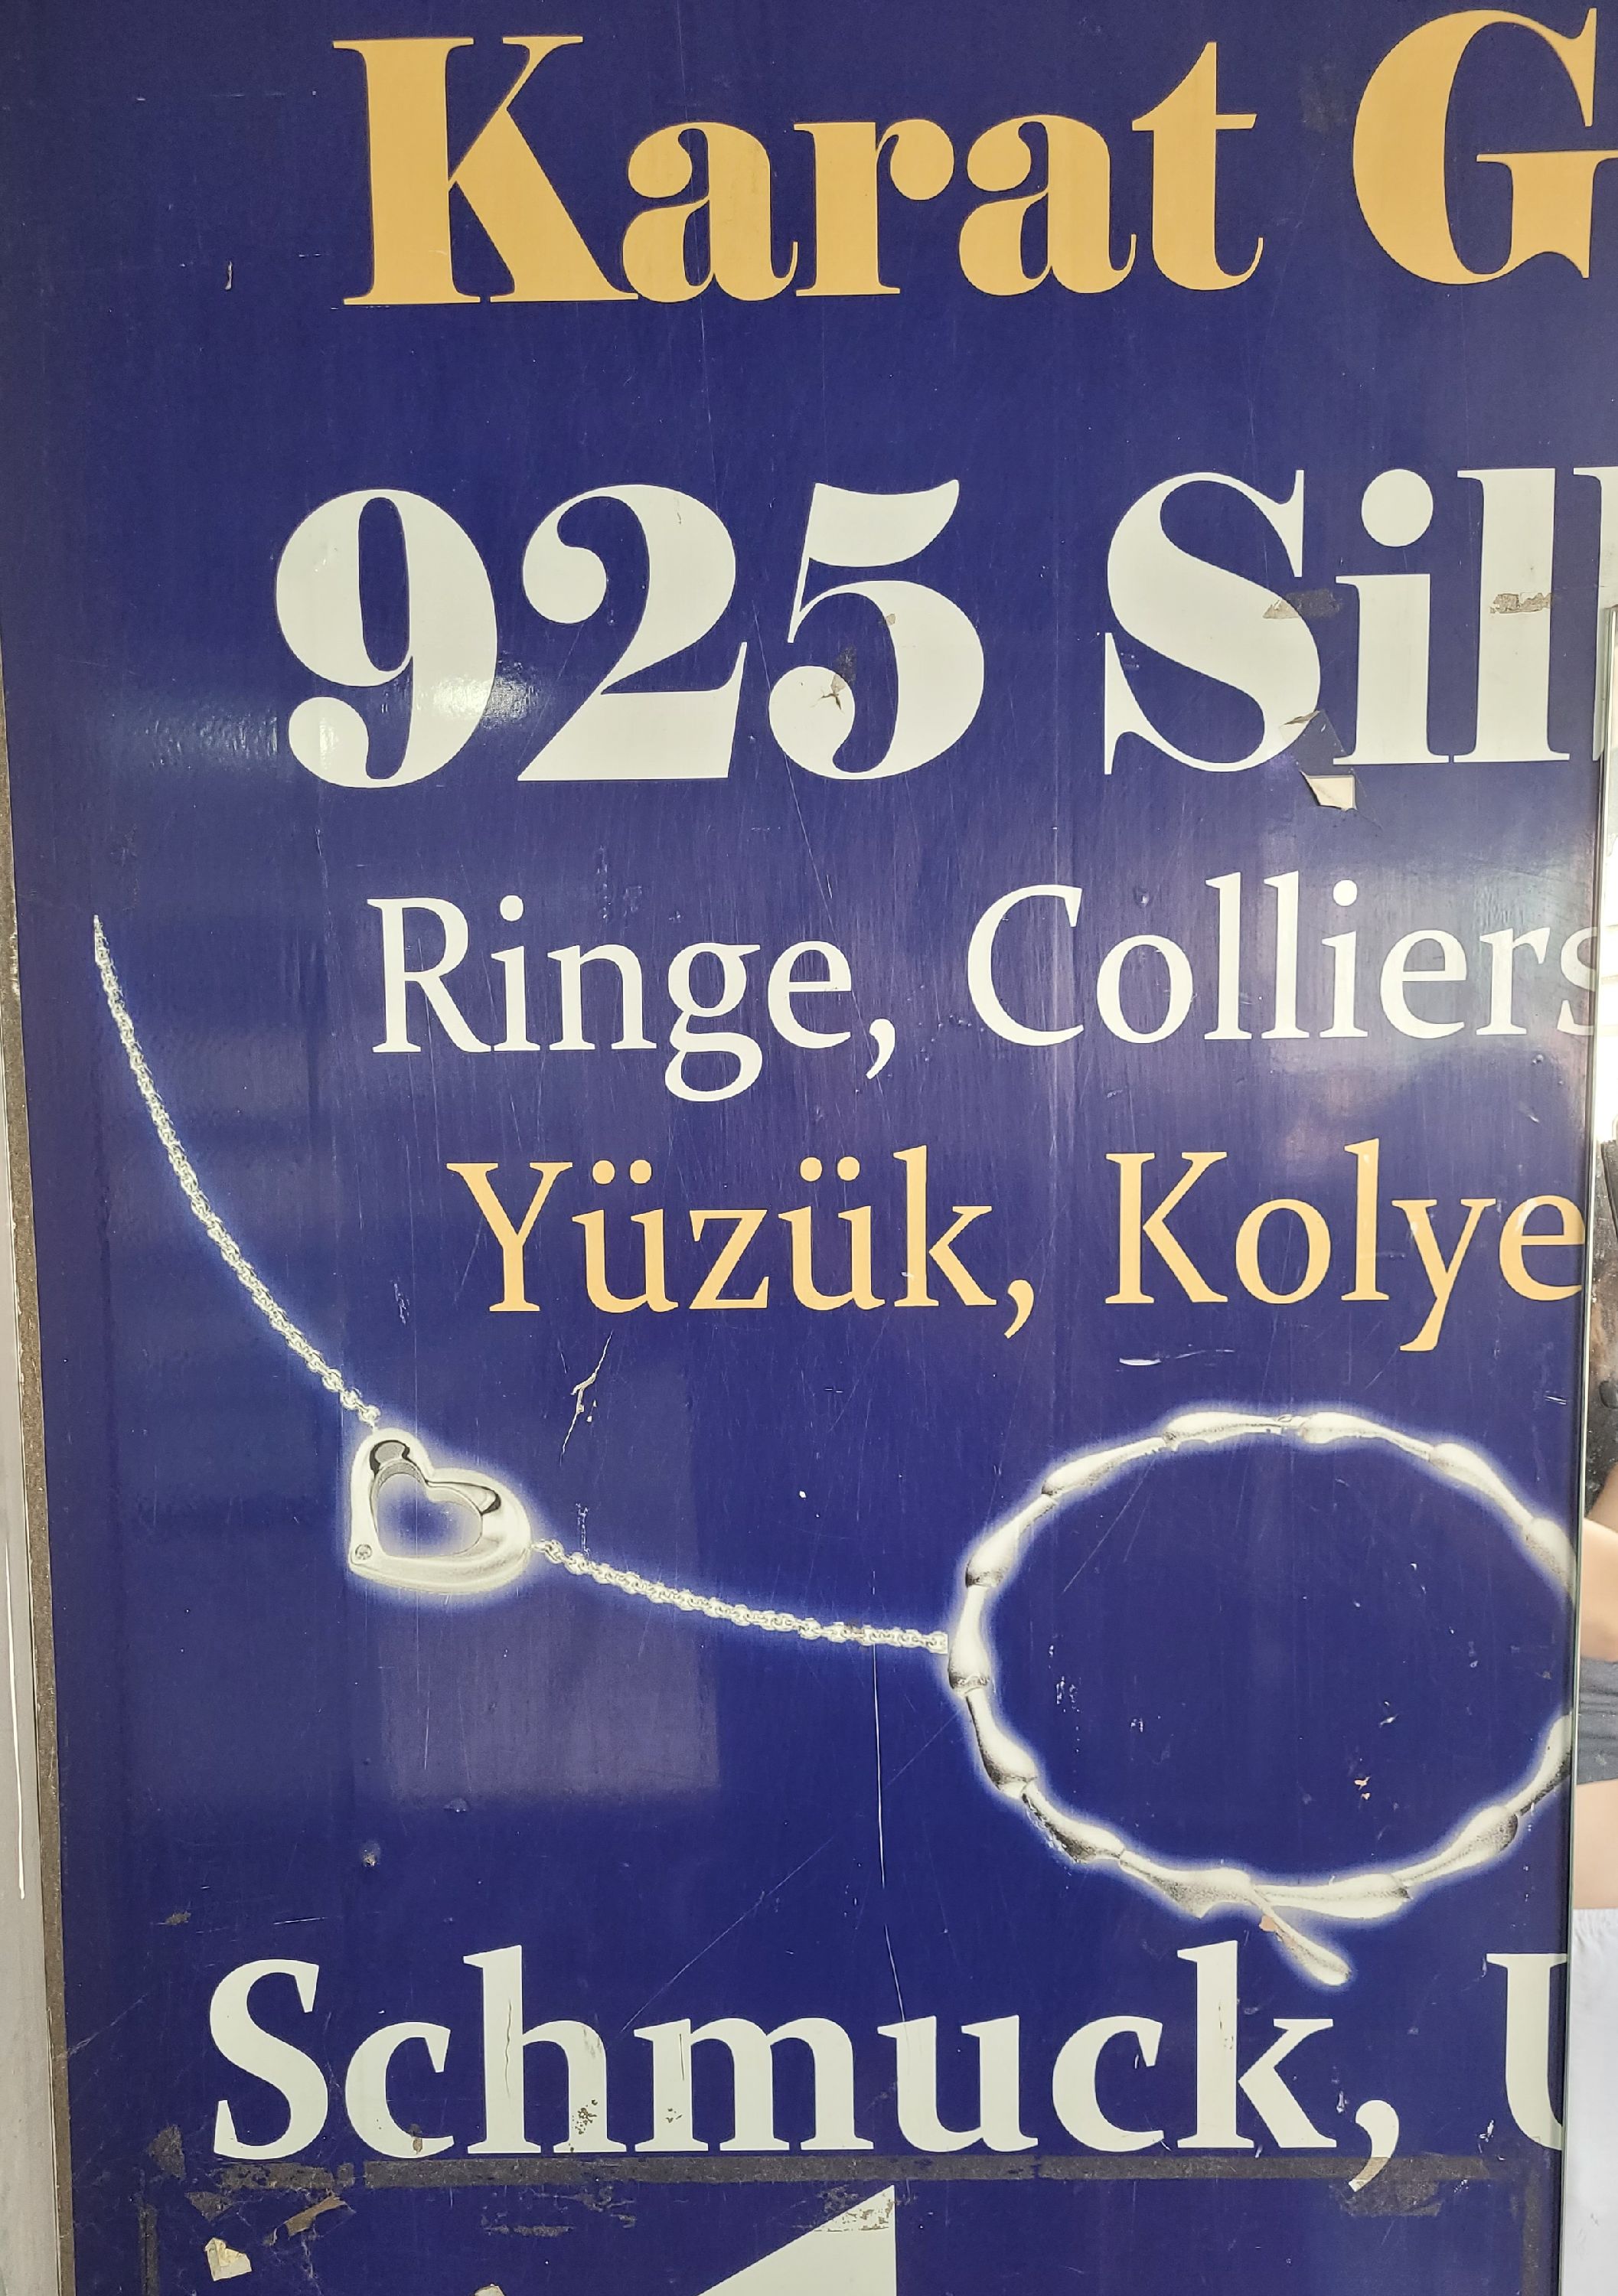 Karat G
925 Sil
Ringe, Colliers
Yüzük, Kolye
Schmuck, U